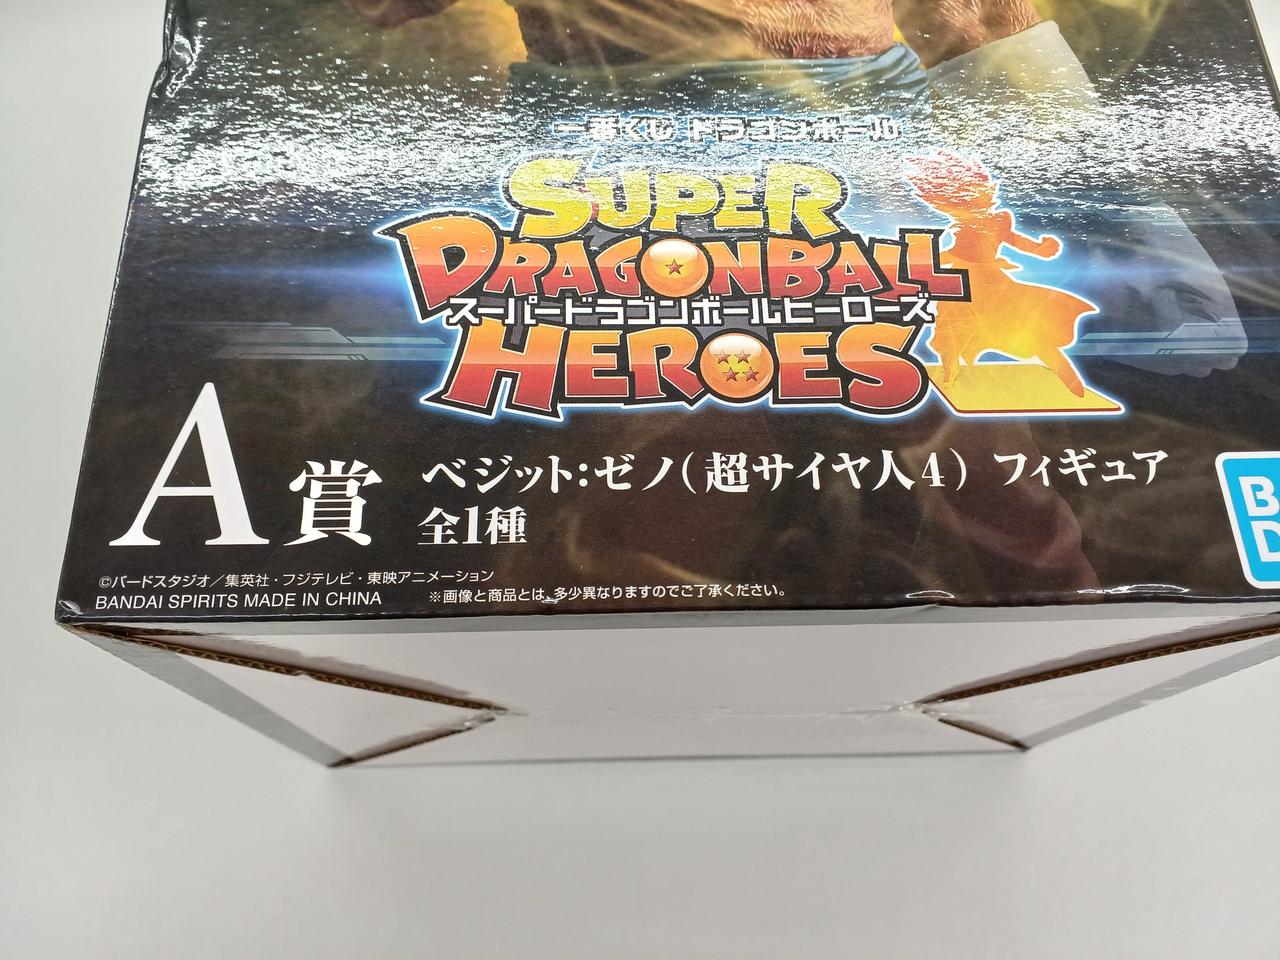 一番くじ ドラゴンボール
SUPER
DRAGONBALL
スーパードラゴンボールヒーローズ
HEROES
A賞
ベジット:ゼノ(超サイヤ人4) フィギュア
全1種
©バードスタジオ/集英社・フジテレビ・東映アニメーション
BANDAI SPIRITS MADE IN CHINA
※画像と商品とは、多少異なりますのでご了承ください。